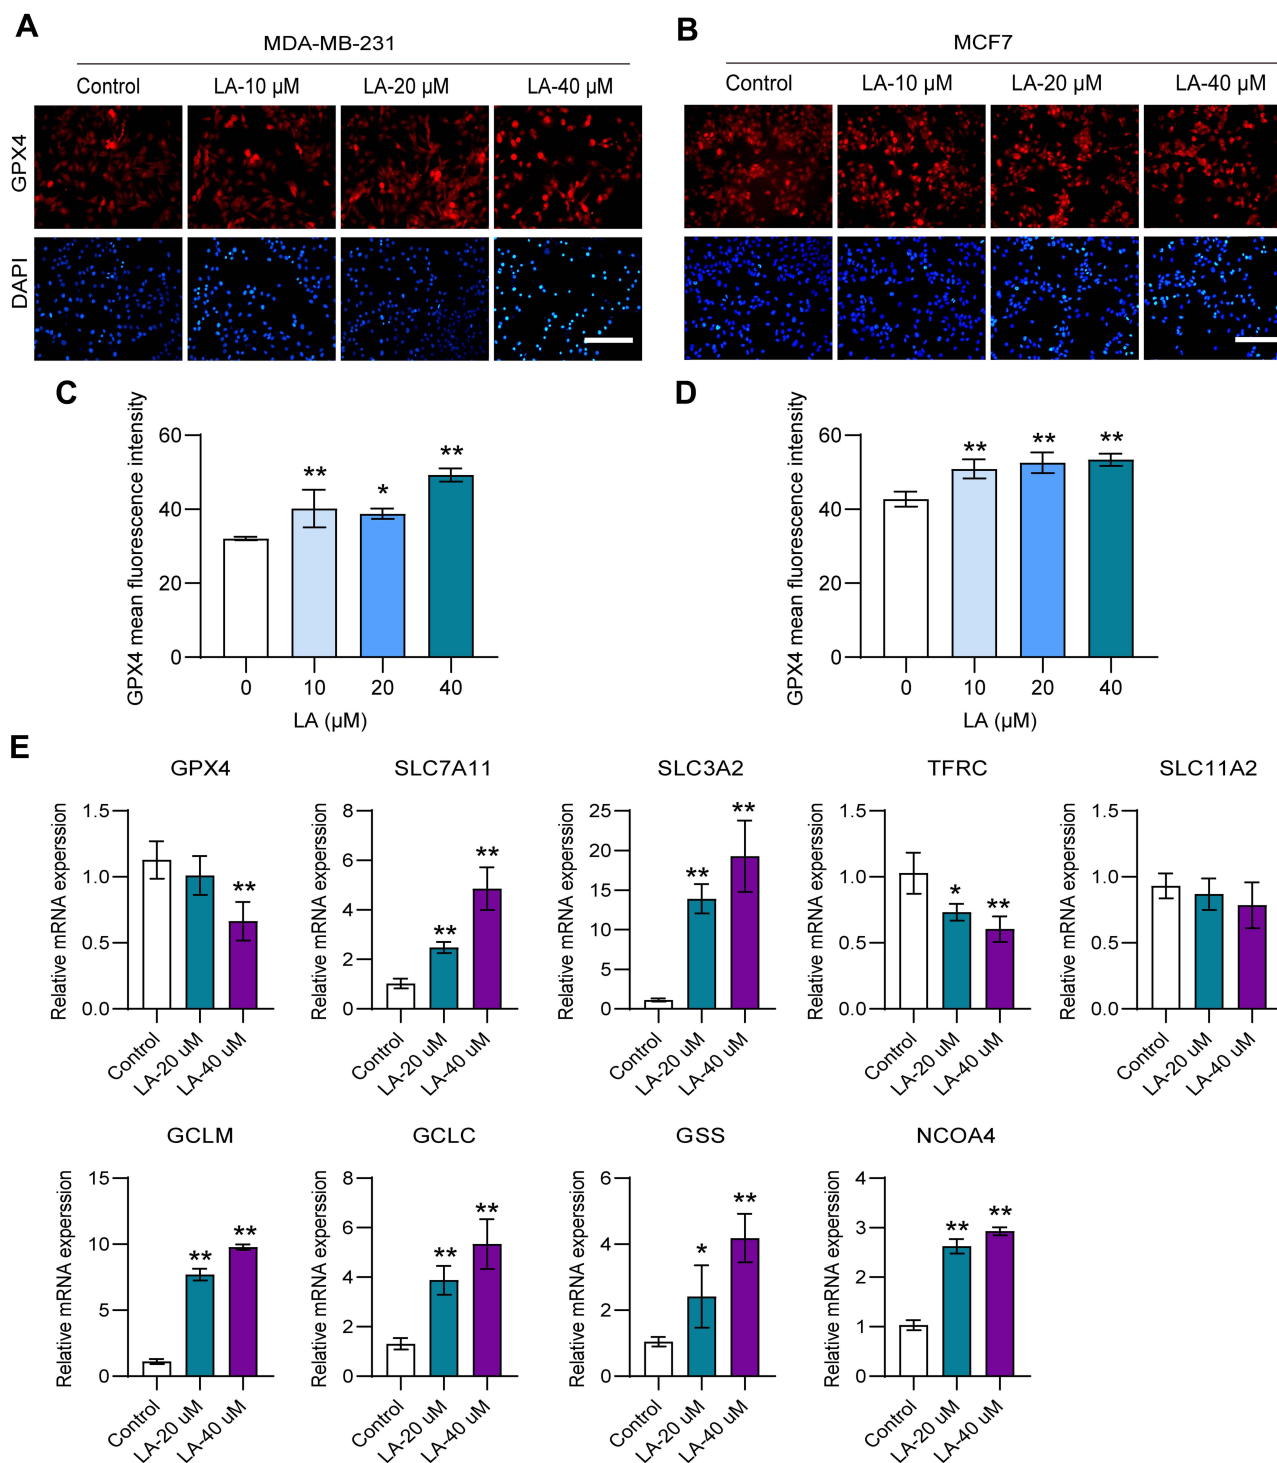 A
MDA-MB-231
Control LA-10 μM LA-20 μM LA-40 μM
GPX4
DAPI
B
MCF7
Control LA-10 μM LA-20 μM LA-40 μM
C
GPX4 mean fluorescence intensity
60
40
20
0
** * **
0 10 20 40
LA (μM)
D
GPX4 mean fluorescence intensity
60
40
20
0
** ** **
0 10 20 40
LA (μM)
E
GPX4
Relative mRNA experssion
1.5
1.0
0.5
0.0
**
Control LA-20 uM LA-40 uM
SLC7A11
Relative mRNA experssion
8
6
4
2
0
** **
Control LA-20 uM LA-40 uM
SLC3A2
Relative mRNA experssion
25
20
15
10
5
0
** **
Control LA-20 uM LA-40 uM
TFRC
Relative mRNA experssion
1.5
1.0
0.5
0.0
* **
Control LA-20 uM LA-40 uM
SLC11A2
Relative mRNA experssion
1.5
1.0
0.5
0.0
Control LA-20 uM LA-40 uM
GCLM
Relative mRNA experssion
15
10
5
0
** **
Control LA-20 uM LA-40 uM
GCLC
Relative mRNA experssion
8
6
4
2
0
** **
Control LA-20 uM LA-40 uM
GSS
Relative mRNA experssion
6
4
2
0
* **
Control LA-20 uM LA-40 uM
NCOA4
Relative mRNA experssion
4
3
2
1
0
** **
Control LA-20 uM LA-40 uM